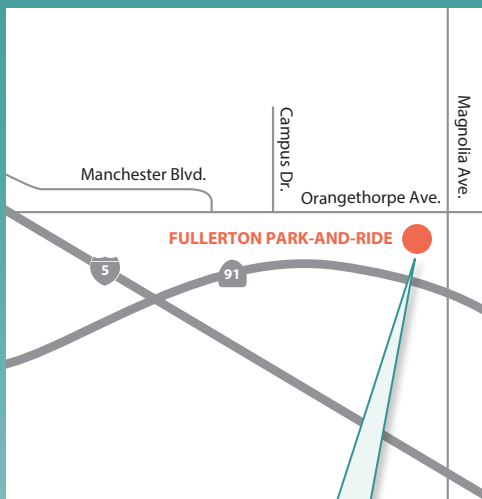 Campus Dr.
Magnolia Ave.
Manchester Blvd.
Orangethorpe Ave.
FULLERTON PARK-AND-RIDE
5
91